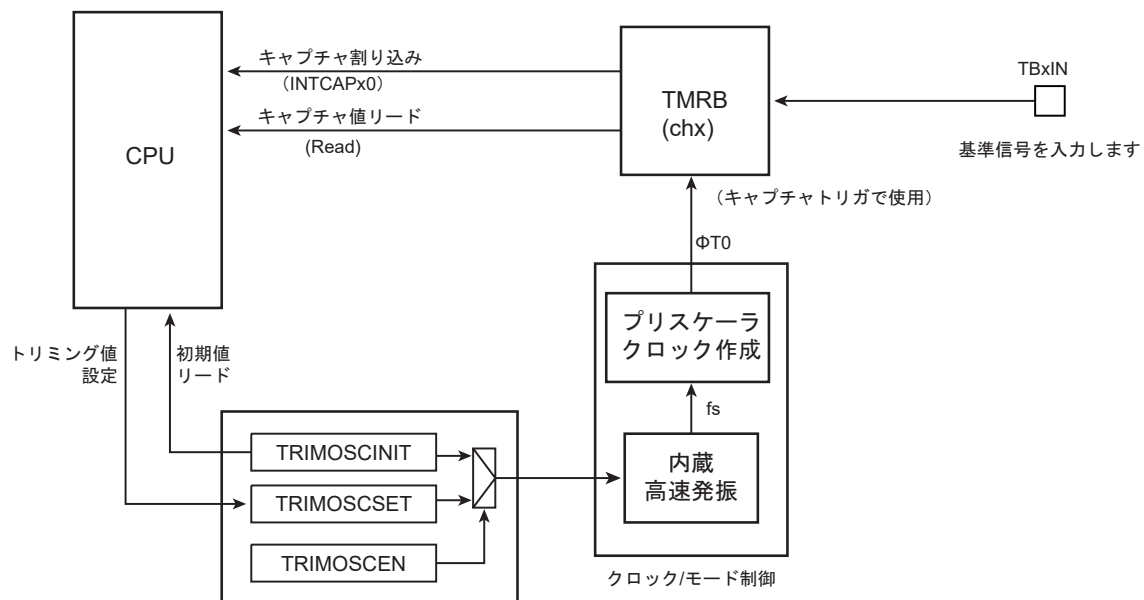 キャプチャ割り込み
（INTCAPx0）
キャプチャ値リード
(Read)
CPU
TMRB
(chx)
TBxIN
基準信号を入力します
（キャプチャトリガで使用）
ΦT0
プリスケーラ
クロック作成
fs
内蔵
高速発振
クロック/モード制御
トリミング値
設定
初期値
リード
TRIMOSCINIT
TRIMOSCSET
TRIMOSCEN